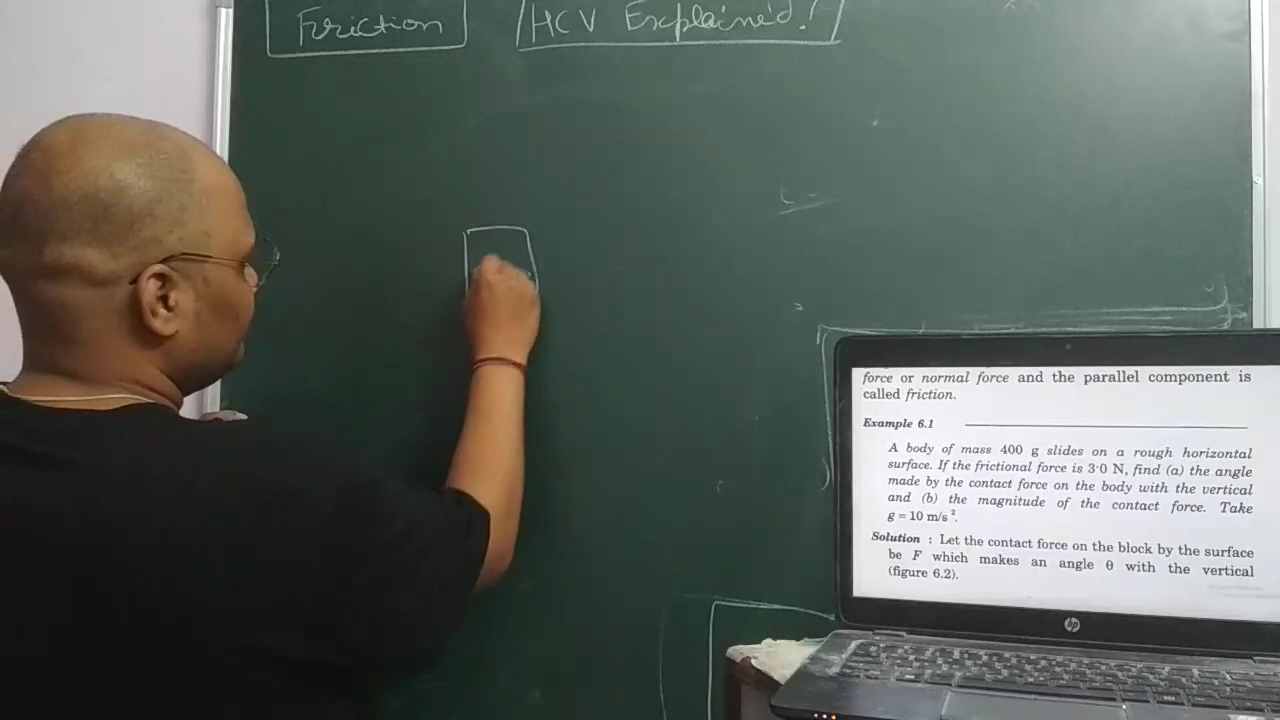 Friction
HCV Explained!
force or normal force and the parallel component is
called friction.
Example 6.1
A body of mass 400 g slides on a rough horizontal
surface. If the frictional force is 3·0 N, find (a) the angle
made by the contact force on the body with the vertical
and (b) the magnitude of the contact force. Take
g = 10 m/s².
Solution : Let the contact force on the block by the surface
be F which makes an angle θ with the vertical
(figure 6.2).
hp